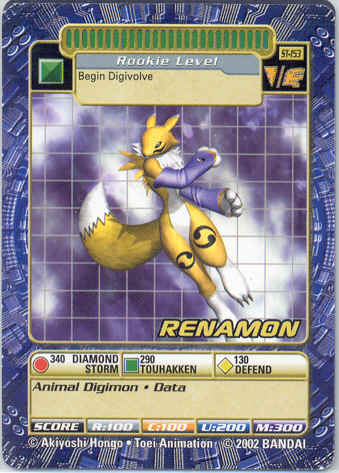 Rookie Level
ST-153
Begin Digivolve
RENAMON
340 DIAMOND STORM
290 TOUHAKKEN
130 DEFEND
Animal Digimon • Data
SCORE R:100 C:100 U:200 M:300
©Akiyoshi/Hongo • Toei Animation © 2002 BANDAI